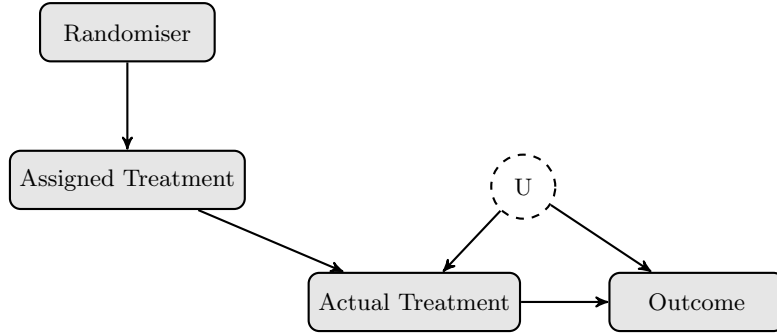 Randomiser
Assigned Treatment
U
Actual Treatment
Outcome